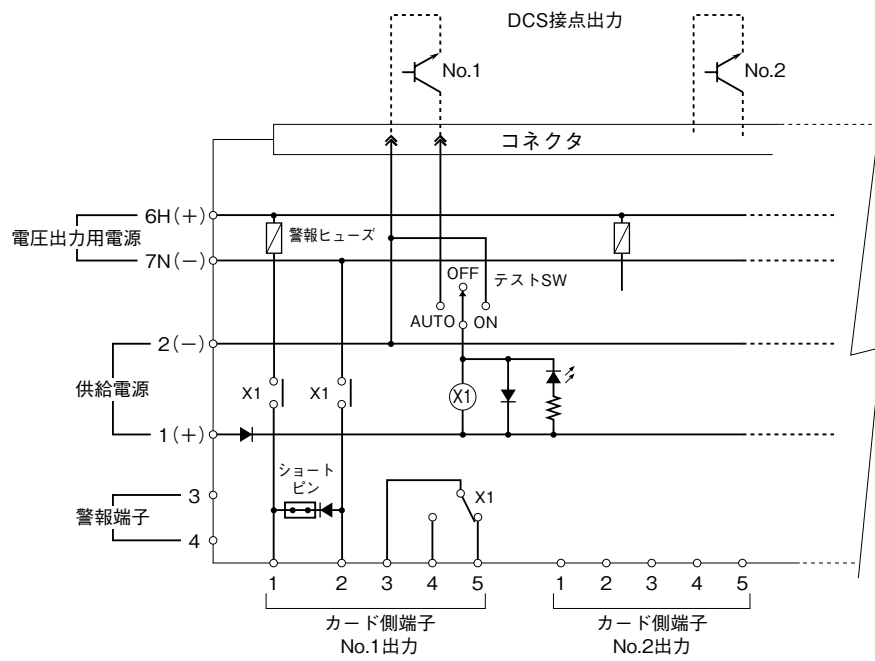 DCS接点出力
No.1
No.2
コネクタ
6H(+)
電圧出力用電源
警報ヒューズ
7N(−)
OFF
テストSW
AUTO
ON
2(−)
供給電源
X1
X1
X1
1(+)
ショート
ピン
3
X1
警報端子
4
1 2 3 4 5 1 2 3 4 5
カード側端子
No.1出力
カード側端子
No.2出力